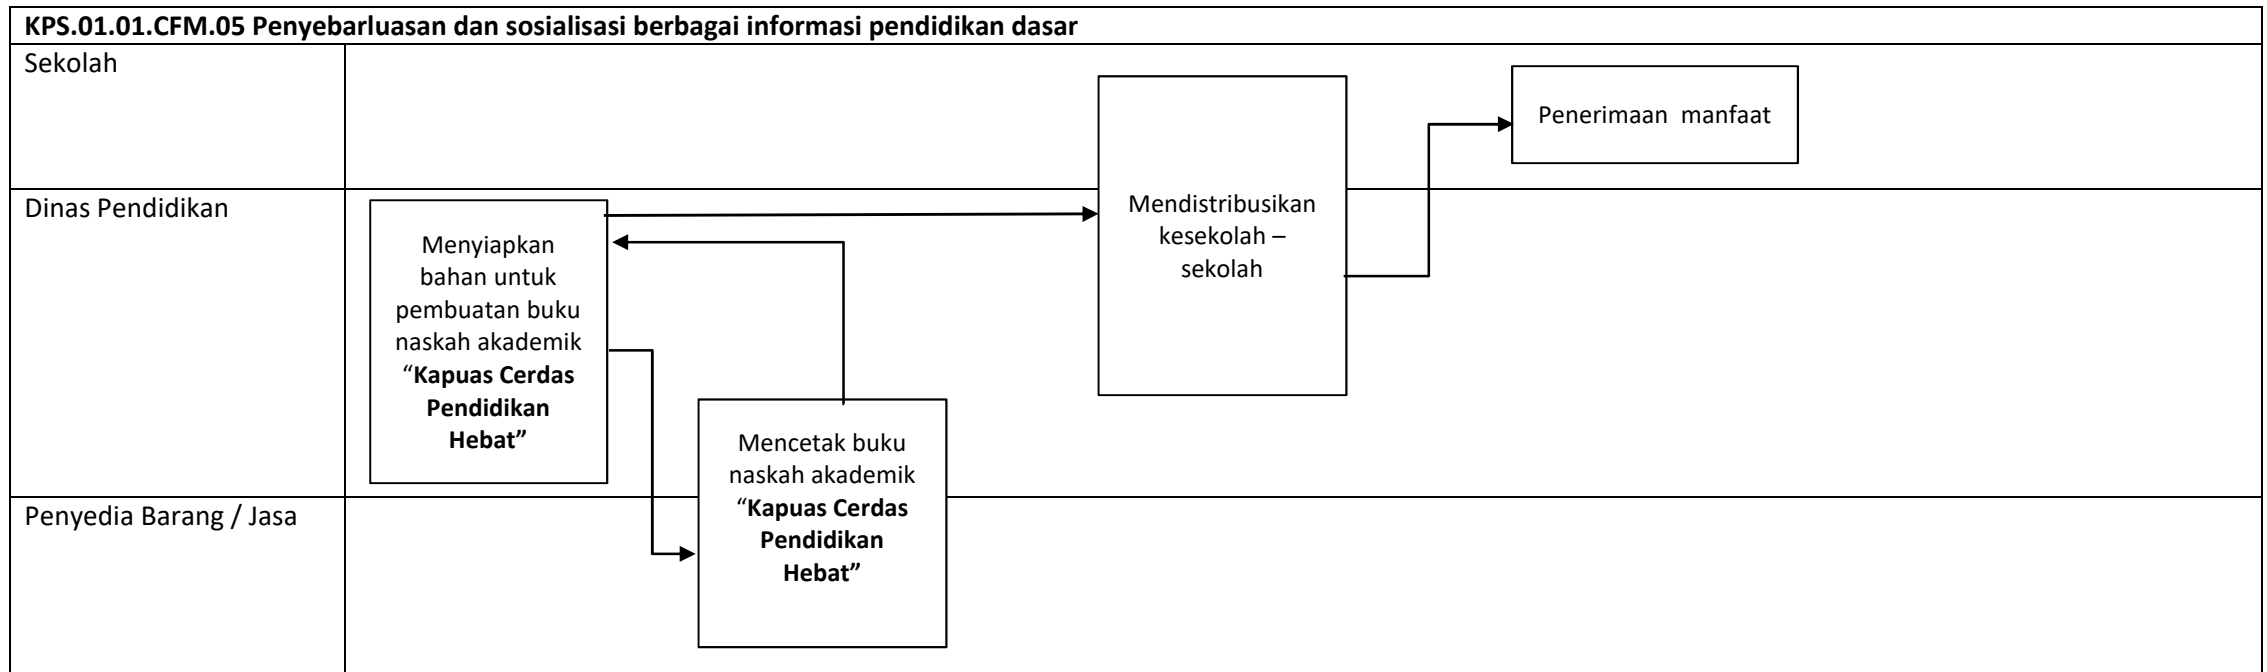 KPS.01.01.CFM.05 Penyebarluasan dan sosialisasi berbagai informasi pendidikan dasar
Sekolah
Penerimaan manfaat
Mendistribusikan
kesekolah –
sekolah
Dinas Pendidikan
Menyiapkan
bahan untuk
pembuatan buku
naskah akademik
“Kapuas Cerdas
Pendidikan
Hebat”
Mencetak buku
naskah akademik
“Kapuas Cerdas
Pendidikan
Hebat”
Penyedia Barang / Jasa